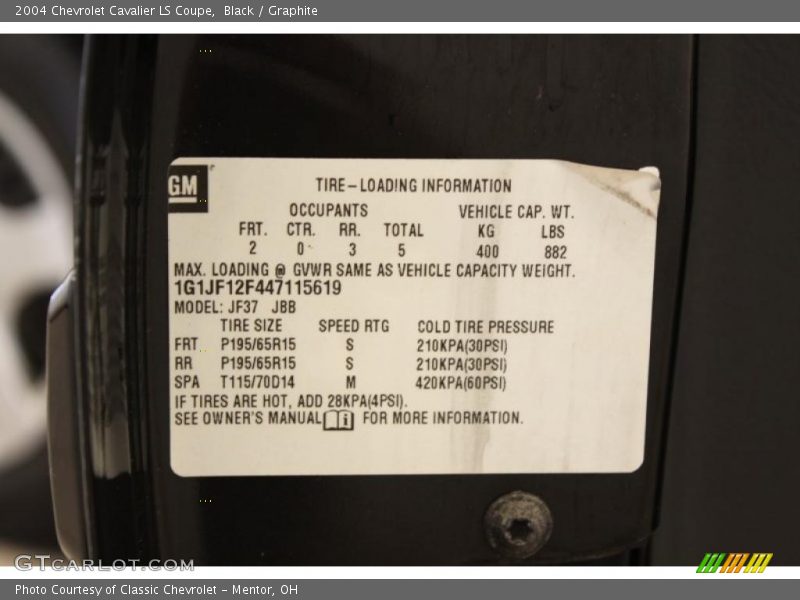 2004 Chevrolet Cavalier LS Coupe, Black / Graphite
GM
TIRE-LOADING INFORMATION
OCCUPANTS VEHICLE CAP. WT.
FRT. CTR. RR. TOTAL KG LBS
2 0 3 5 400 882
MAX. LOADING @ GVWR SAME AS VEHICLE CAPACITY WEIGHT.
1G1JF12F447115619
MODEL: JF37 JBB
TIRE SIZE SPEED RTG COLD TIRE PRESSURE
FRT P195/65R15 S 210KPA(30PSI)
RR P195/65R15 S 210KPA(30PSI)
SPA T115/70D14 M 420KPA(60PSI)
IF TIRES ARE HOT, ADD 28KPA(4PSI).
SEE OWNER'S MANUAL i FOR MORE INFORMATION.
GTCARLOT.COM
Photo Courtesy of Classic Chevrolet - Mentor, OH